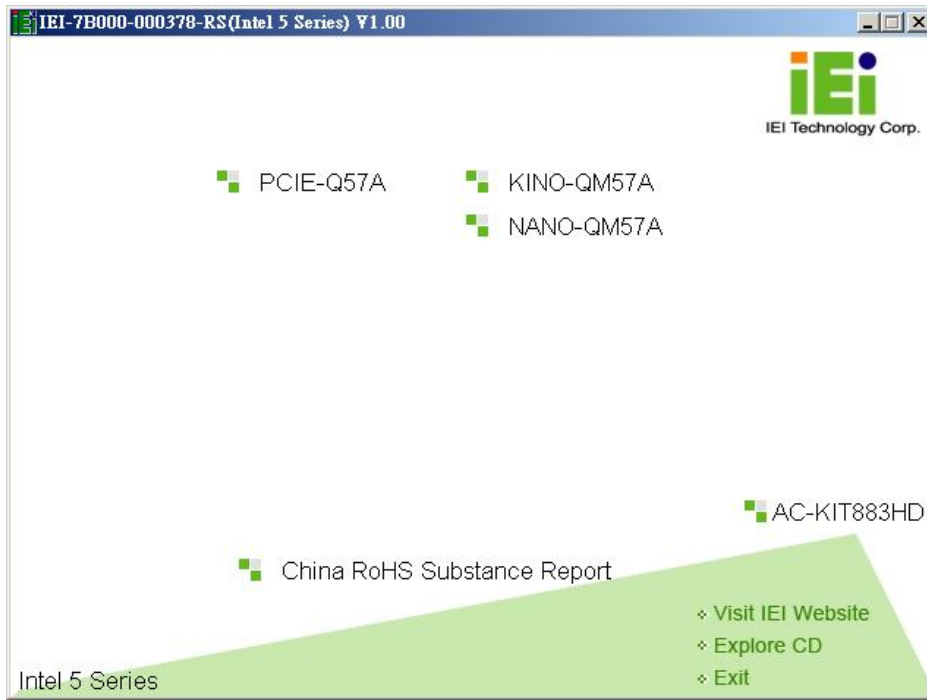 IEI-7B000-000378-RS(Intel 5 Series) V1.00
iEi
IEI Technology Corp.
PCIE-Q57A
KINO-QM57A
NANO-QM57A
AC-KIT883HD
China RoHS Substance Report
Visit IEI Website
Explore CD
Exit
Intel 5 Series